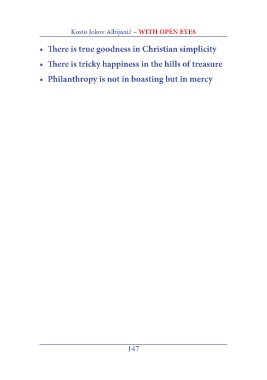 Kosto Jokov Albijanić – WITH OPEN EYES
• There is true goodness in Christian simplicity
• There is tricky happiness in the hills of treasure
• Philanthropy is not in boasting but in mercy
147